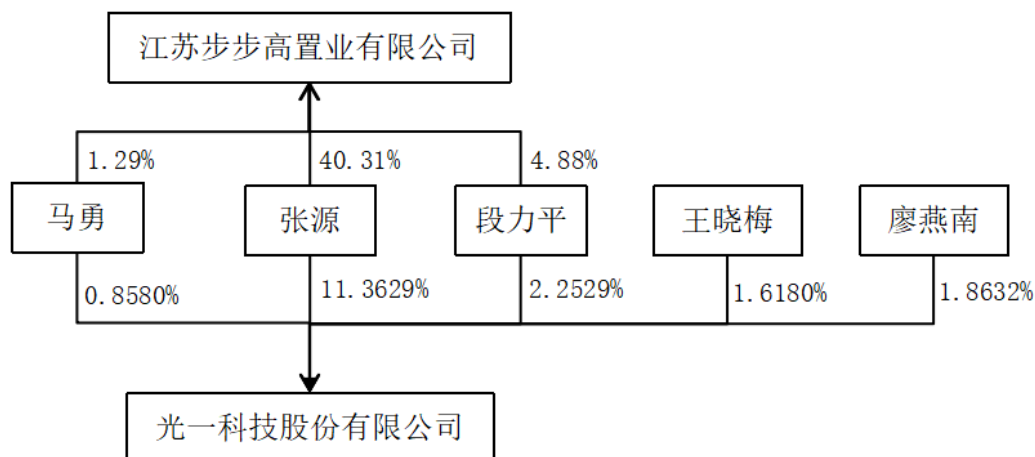 江苏步步高置业有限公司
1.29%
40.31%
4.88%
马勇
张源
段力平
王晓梅
廖燕南
0.8580%
11.3629%
2.2529%
1.6180%
1.8632%
光一科技股份有限公司